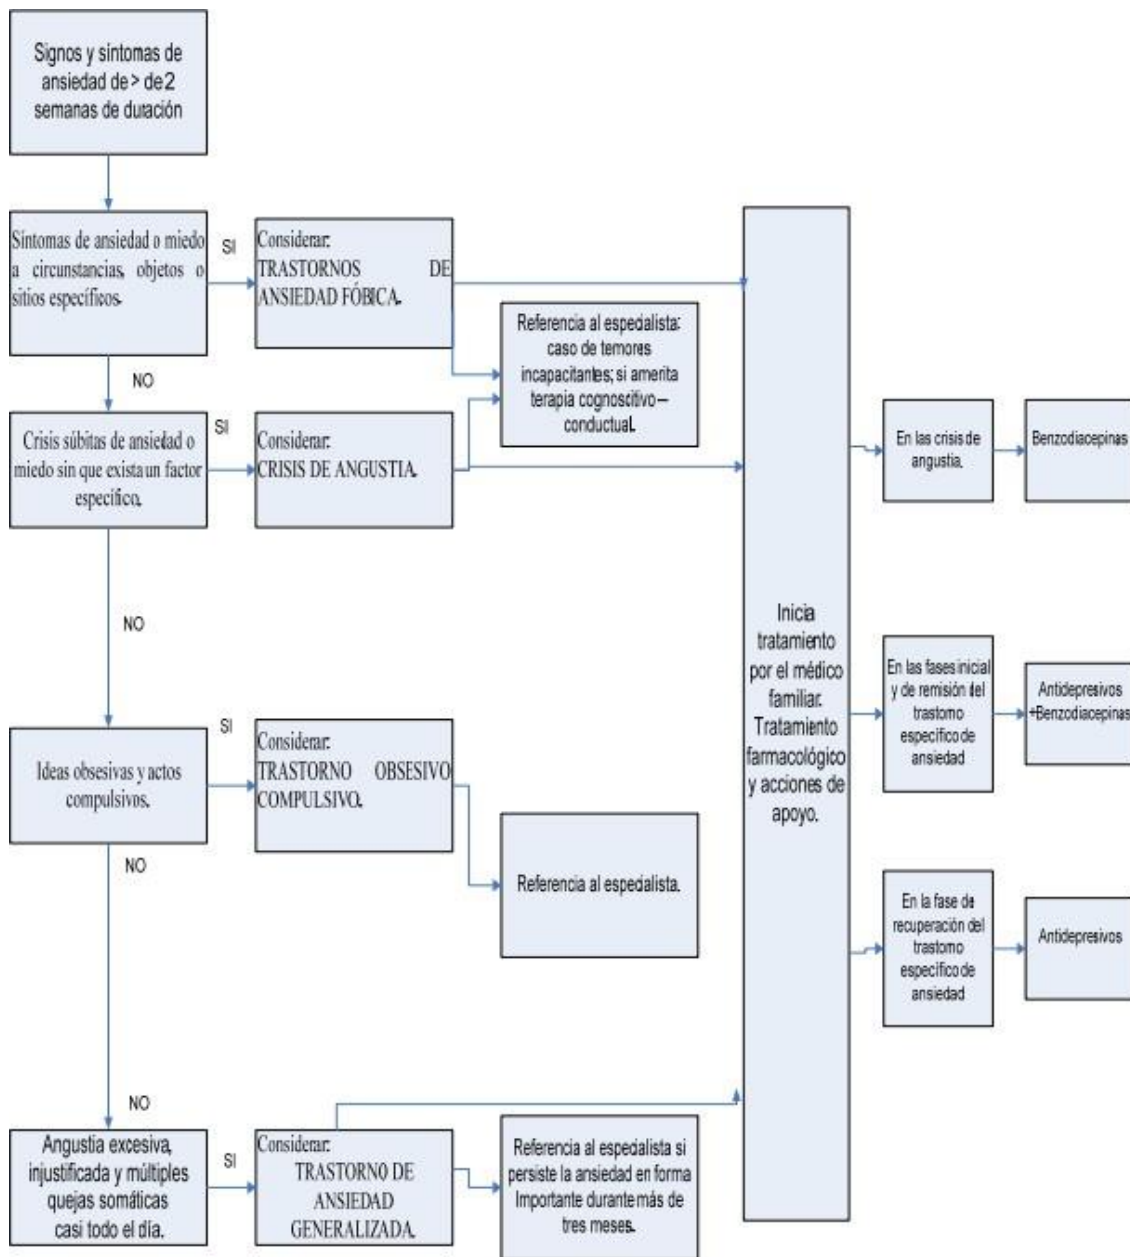 Signos y sintomas de
ansiedad de > de 2
semanas de duración
Síntomas de ansiedad o miedo
a circunstancias, objetos o
sitios específicos.
SI
Considerar:
TRASTORNOS DE
ANSIEDAD FÓBICA.
Referencia al especialista:
caso de temores
incapacitantes; si amerita
terapia cognoscitivo –
conductual.
NO
Crisis súbitas de ansiedad o
miedo sin que exista un factor
específico.
SI
Considerar:
CRISIS DE ANGUSTIA.
En las crisis de
angustia.
Benzodiacepinas
NO
Inicia
tratamiento
por el médico
familiar.
Tratamiento
farmacológico
y acciones de
apoyo.
En las fases inicial
y de remisión del
trastorno
específico de
ansiedad
Antidepresivos
+Benzodiacepinas
Ideas obsesivas y actos
compulsivos.
SI
Considerar:
TRASTORNO OBSESIVO
COMPULSIVO.
Referencia al especialista.
NO
En la fase de
recuperación del
trastorno
específico de
ansiedad
Antidepresivos
NO
Angustia excesiva,
injustificada y múltiples
quejas somáticas
casi todo el día.
SI
Considerar:
TRASTORNO DE
ANSIEDAD
GENERALIZADA.
Referencia al especialista si
persiste la ansiedad en forma
Importante durante más de
tres meses.